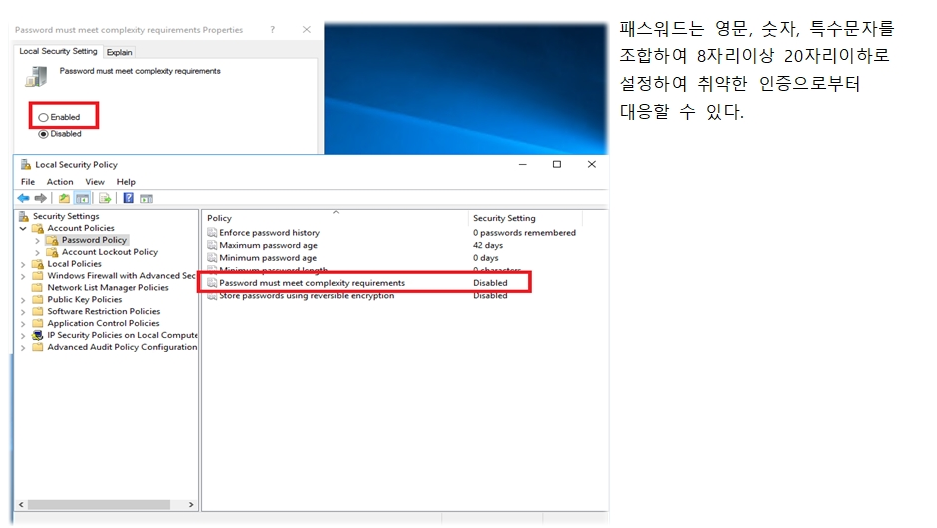 Password must meet complexity requirements Properties ? ×
Local Security Setting Explain
Password must meet complexity requirements
Enabled
Disabled
패스워드는 영문, 숫자, 특수문자를
조합하여 8자리이상 20자리이하로
설정하여 취약한 인증으로부터
대응할 수 있다.
Local Security Policy
File Action View Help
Security Settings
Account Policies
Password Policy
Account Lockout Policy
Local Policies
Windows Firewall with Advanced Sec
Network List Manager Policies
Public Key Policies
Software Restriction Policies
Application Control Policies
IP Security Policies on Local Compute
Advanced Audit Policy Configuration
Policy Security Setting
Enforce password history 0 passwords remembered
Maximum password age 42 days
Minimum password age 0 days
Minimum password length 0 characters
Password must meet complexity requirements Disabled
Store passwords using reversible encryption Disabled